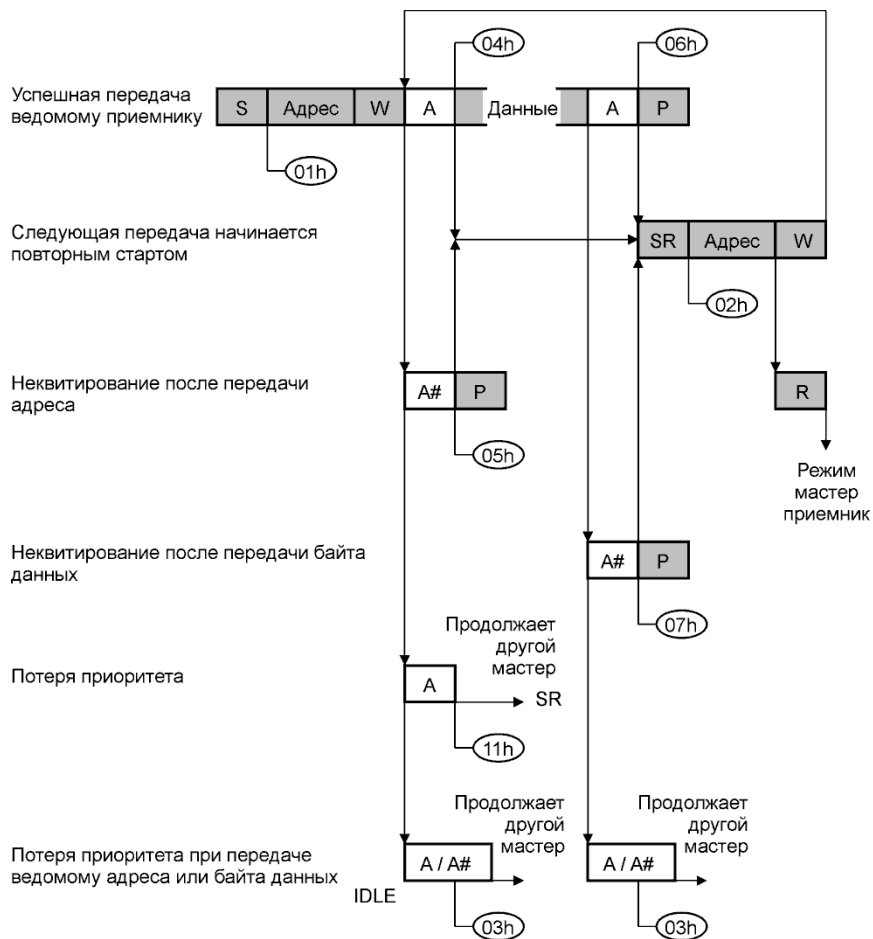 04h
06h
Успешная передача
ведомому приемнику
S
Адрес
W
A
Данные
A
P
01h
Следующая передача начинается
повторным стартом
SR
Адрес
W
02h
Неквитирование после передачи
адреса
A#
P
R
05h
Режим
мастер
приемник
Неквитирование после передачи байта
данных
A#
P
07h
Продолжает
другой
мастер
Потеря приоритета
A
SR
11h
Продолжает
другой
мастер
Продолжает
другой
мастер
Потеря приоритета при передаче
ведомому адреса или байта данных
A / A#
A / A#
IDLE
03h
03h